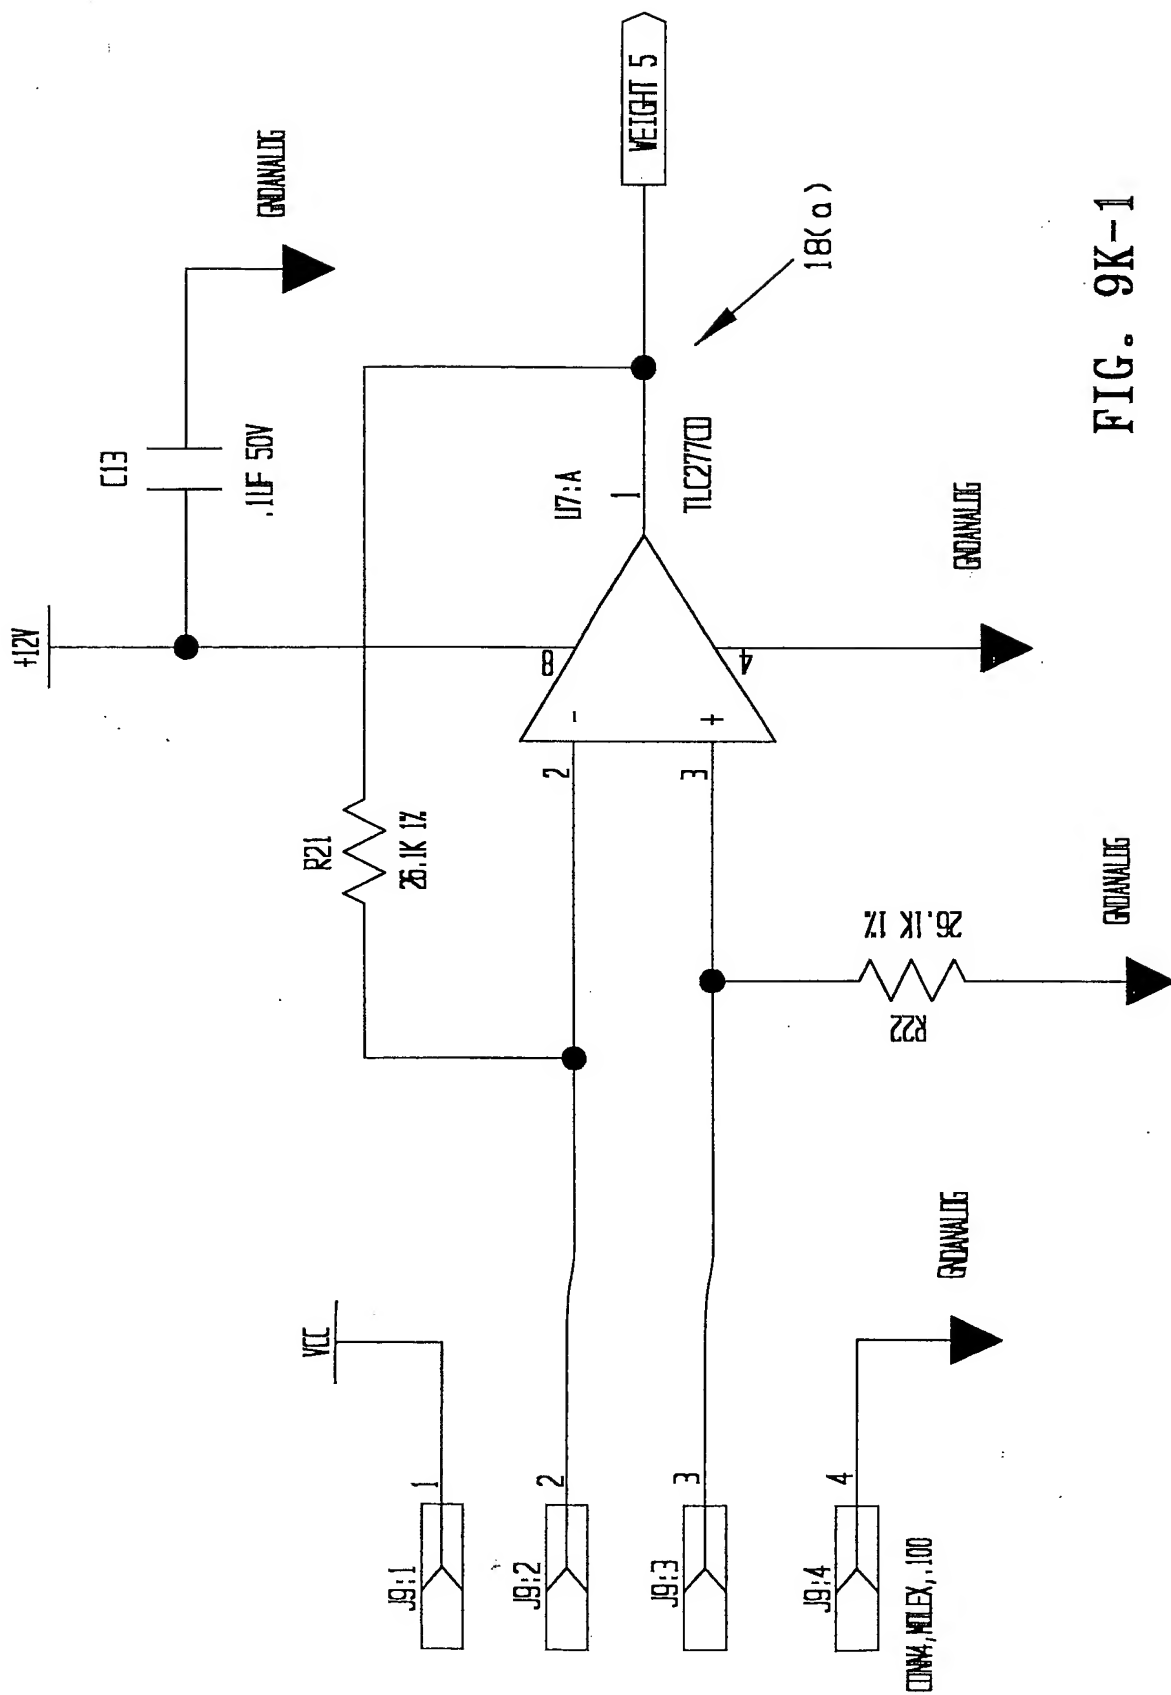 +12V
C13
.1UF 50V
GNDANALOG
R21
26.1K 1%
VCC
J9:1
1
J9:2
2
J9:3
3
J9:4
4
CONN4,MOLEX,.100
GNDANALOG
2
3
-
+
8
4
U7:A
1
TLC277CD
WEIGHT 5
18(a)
R22
26.1K 1%
GNDANALOG
GNDANALOG
FIG. 9K-1